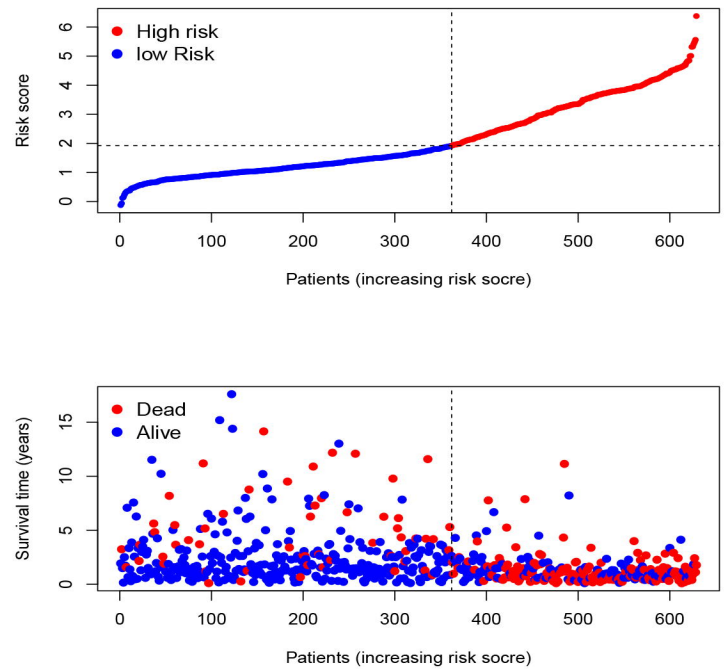 High risk
low Risk
Risk score
6
5
4
3
2
1
0
0 100 200 300 400 500 600
Patients (increasing risk socre)
Dead
Alive
Survival time (years)
15
10
5
0
0 100 200 300 400 500 600
Patients (increasing risk socre)